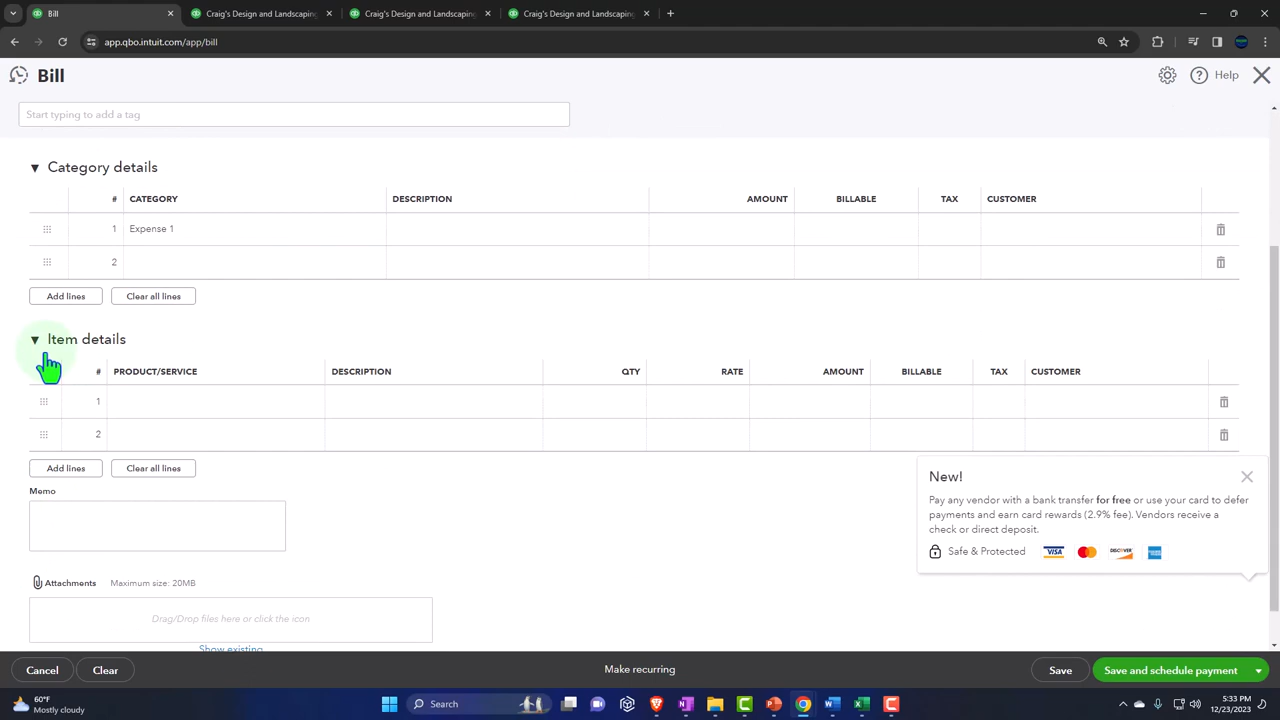 Bill
Craig's Design and Landscaping
Craig's Design and Landscaping
Craig's Design and Landscaping
app.qbo.intuit.com/app/bill
Bill
Help
Start typing to add a tag
Category details
# CATEGORY DESCRIPTION AMOUNT BILLABLE TAX CUSTOMER
1 Expense 1
2
Add lines Clear all lines
Item details
# PRODUCT/SERVICE DESCRIPTION QTY RATE AMOUNT BILLABLE TAX CUSTOMER
1
2
Add lines Clear all lines
Memo
New!
Pay any vendor with a bank transfer for free or use your card to defer
payments and earn card rewards (2.9% fee). Vendors receive a
check or direct deposit.
Safe & Protected VISA DISCOVER
Attachments Maximum size: 20MB
Drag/Drop files here or click the icon
Show existing
Cancel Clear Make recurring Save Save and schedule payment
60°F
Mostly cloudy
Search
5:33 PM
12/23/2023